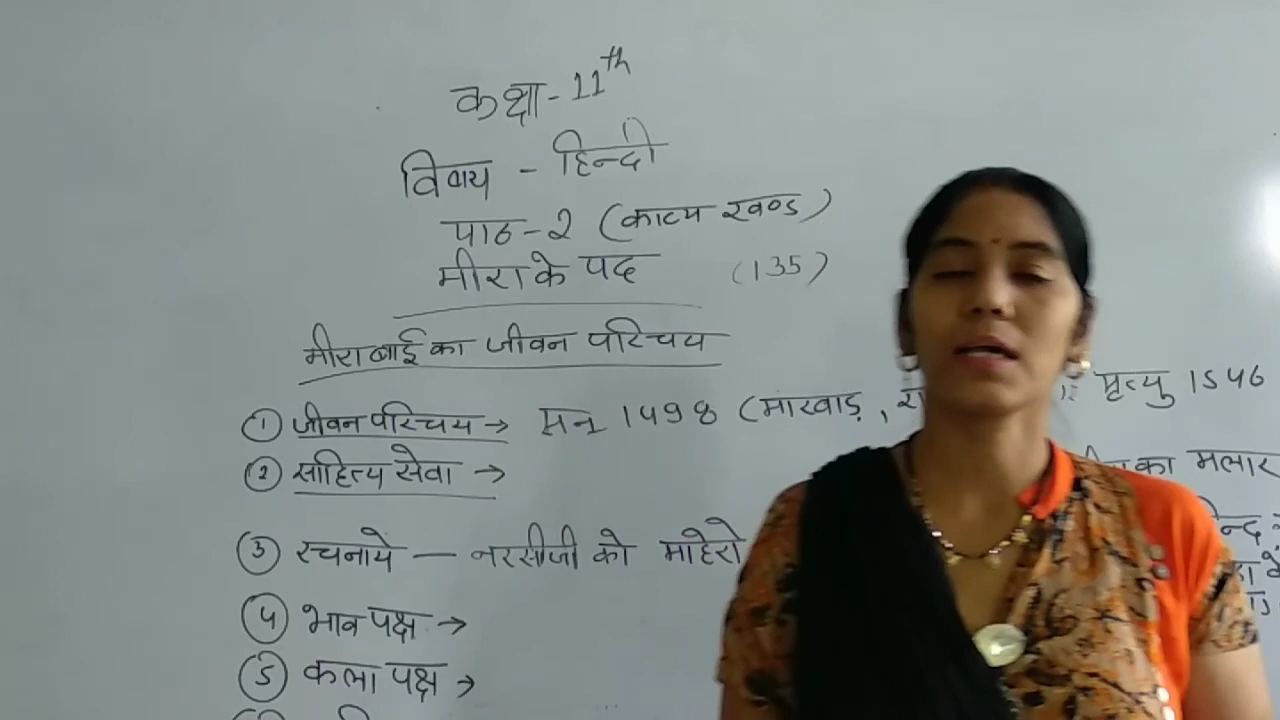 कक्षा - 11th
विषय - हिन्दी
पाठ - 2 (काव्य खण्ड)
मीरा के पद (135)
मीराबाई का जीवन परिचय
① जीवन परिचय → सन् 1498 (मारवाड़, मृत्यु 1546
② साहित्य सेवा → का मलार
③ रचनाये — नरसीजी को माहेरो
④ भाव पक्ष →
⑤ कला पक्ष →